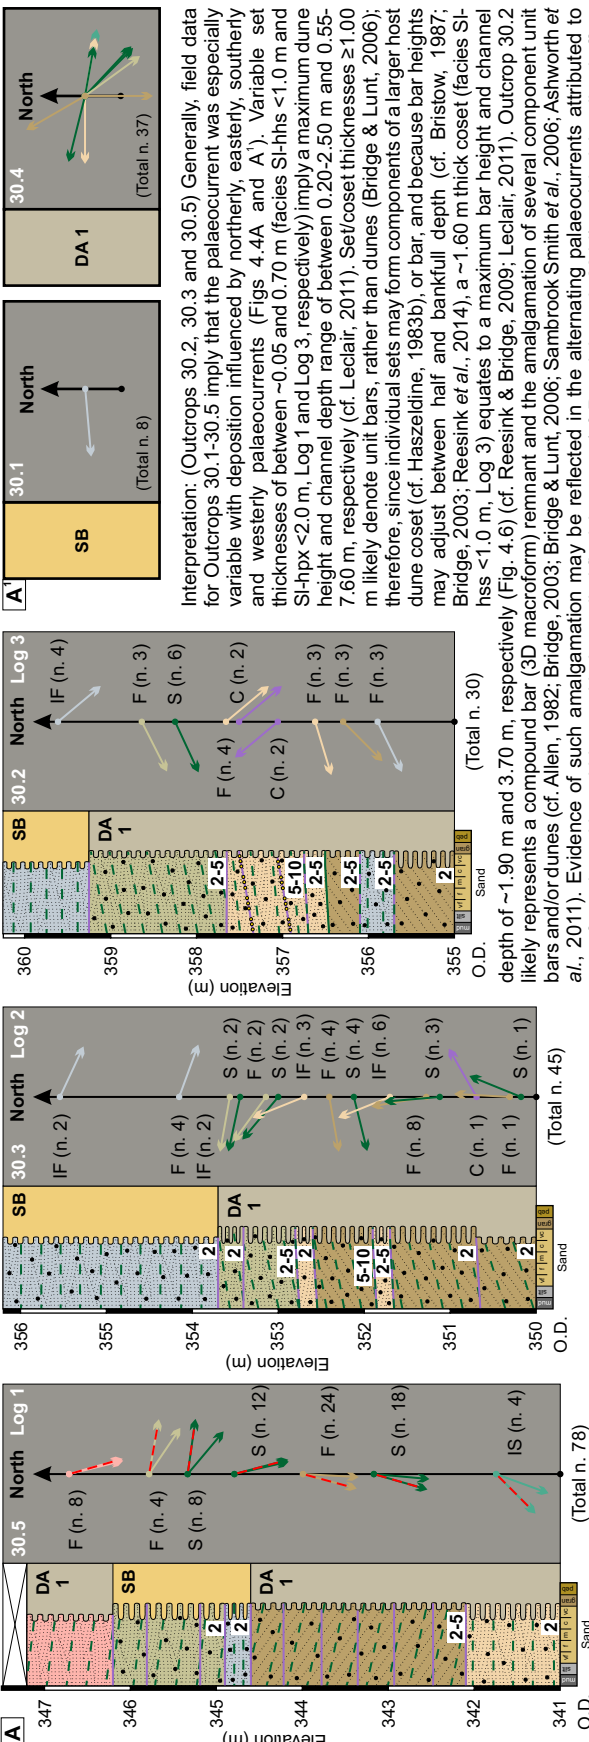 A
30.5 North Log 1
347
346
345
344
343
342
341
Elevation (m)
O.D.
DA 1
SB
DA 1
2
2
2-5
2
mud
silt
vf
f
m
c
vc
gran
peb
Sand
F (n. 8)
F (n. 4)
S (n. 8)
S (n. 12)
F (n. 24)
S (n. 18)
IS (n. 4)
(Total n. 78)
30.3 North Log 2
356
355
354
353
352
351
350
Elevation (m)
O.D.
SB
DA 1
2
2
2-5
2
5-10
2-5
2
2
mud
silt
vf
f
m
c
vc
gran
peb
Sand
IF (n. 2)
F (n. 4)
IF (n. 2)
S (n. 2)
F (n. 2)
S (n. 2)
IF (n. 3)
F (n. 4)
S (n. 4)
IF (n. 6)
F (n. 8)
S (n. 3)
C (n. 1)
F (n. 1)
S (n. 1)
(Total n. 45)
30.2 North Log 3
360
359
358
357
356
355
Elevation (m)
O.D.
SB
DA 1
2-5
5-10
2-5
2-5
2-5
2
mud
silt
vf
f
m
c
vc
gran
peb
Sand
IF (n. 4)
F (n. 3)
S (n. 6)
C (n. 2)
F (n. 4)
C (n. 2)
F (n. 3)
F (n. 3)
F (n. 3)
(Total n. 30)
A¹
SB
30.1
North
(Total n. 8)
DA 1
30.4
North
(Total n. 37)
Interpretation: (Outcrops 30.2, 30.3 and 30.5) Generally, field data
for Outcrops 30.1-30.5 imply that the palaeocurrent was especially
variable with deposition influenced by northerly, easterly, southerly
and westerly palaeocurrents (Figs 4.4A and A¹). Variable set
thicknesses of between ~0.05 and 0.70 m (facies SI-hhs <1.0 m and
SI-hpx <2.0 m, Log 1 and Log 3, respectively) imply a maximum dune
height and channel depth range of between 0.20-2.50 m and 0.55-
7.60 m, respectively (cf. Leclair, 2011). Set/coset thicknesses ≥1.00
m likely denote unit bars, rather than dunes (Bridge & Lunt, 2006);
therefore, since individual sets may form components of a larger host
dune coset (cf. Haszeldine, 1983b), or bar, and because bar heights
may adjust between half and bankfull depth (cf. Bristow, 1987;
Bridge, 2003; Reesink et al., 2014), a ~1.60 m thick coset (facies SI-
hss <1.0 m, Log 3) equates to a maximum bar height and channel
depth of ~1.90 m and 3.70 m, respectively (Fig. 4.6) (cf. Reesink & Bridge, 2009; Leclair, 2011). Outcrop 30.2
likely represents a compound bar (3D macroform) remnant and the amalgamation of several component unit
bars and/or dunes (cf. Allen, 1982; Bridge, 2003; Bridge & Lunt, 2006; Sambrook Smith et al., 2006; Ashworth et
al., 2011). Evidence of such amalgamation may be reflected in the alternating palaeocurrents attributed to